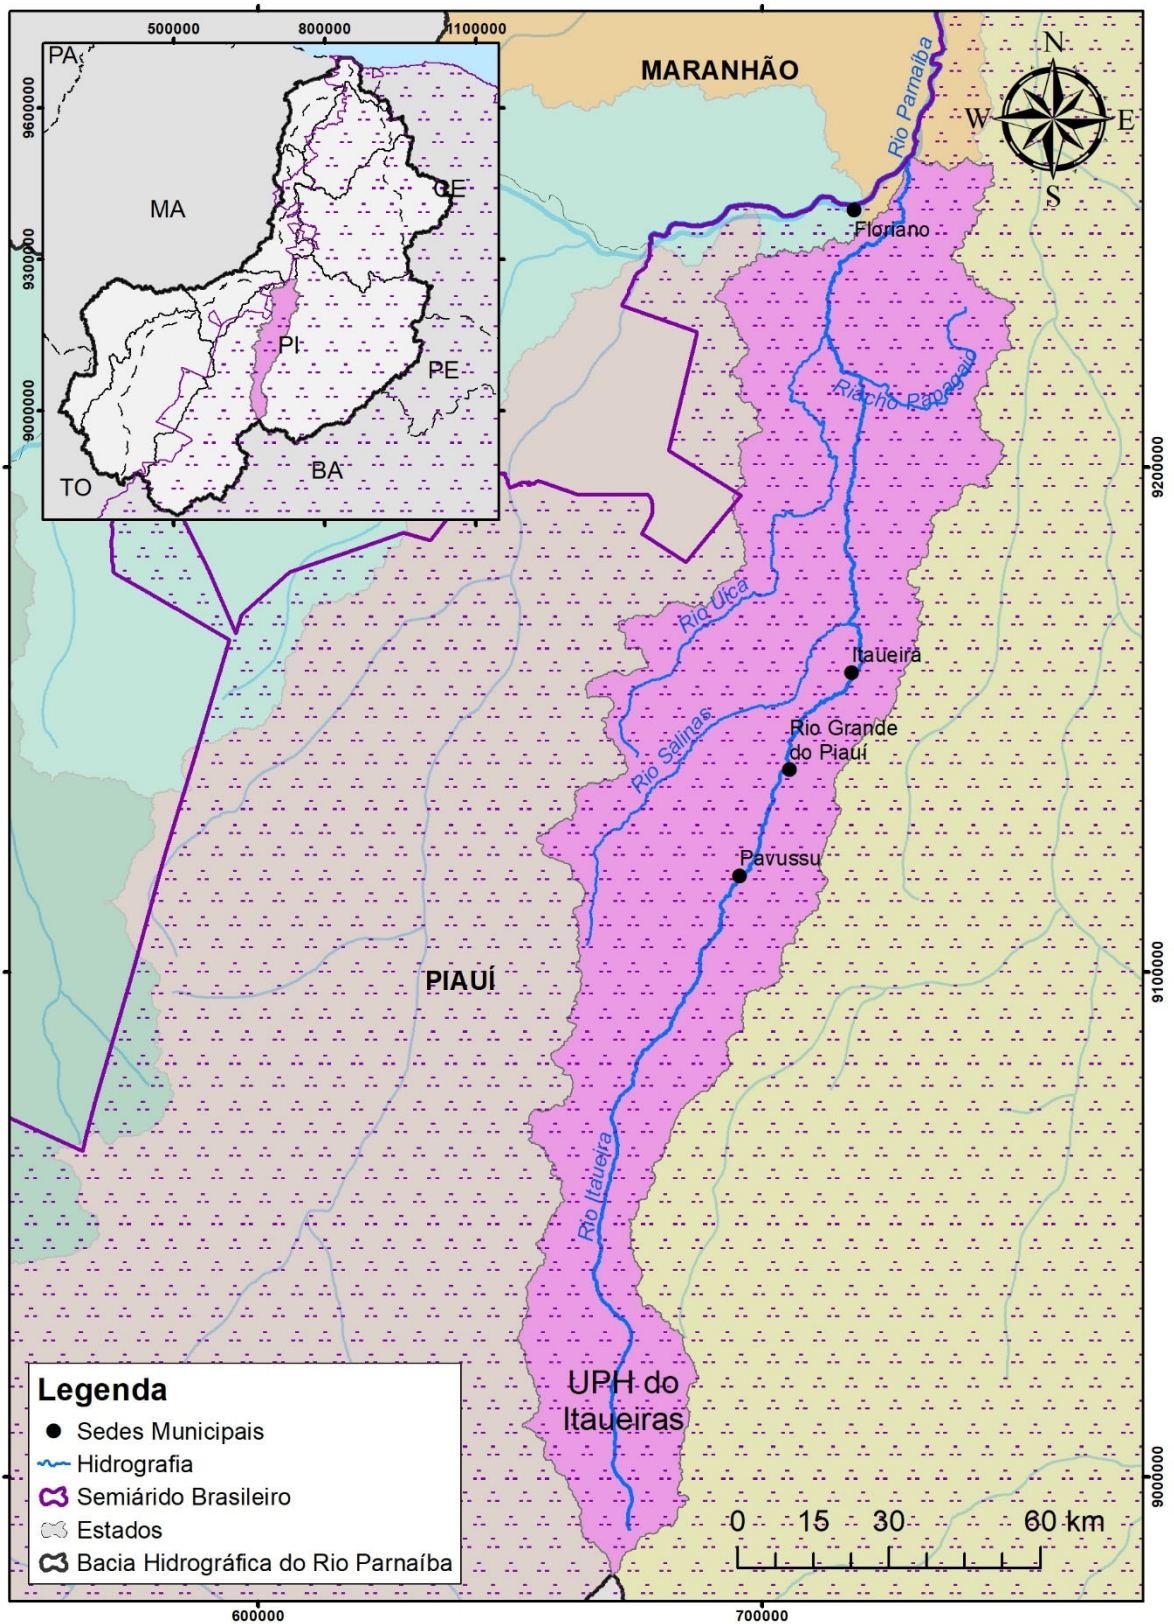 500000
800000
1100000
9600000
9300000
9000000
PA
MA
CE
PI
PE
BA
TO
MARANHÃO
Rio Parnaíba
N
W
E
S
Floriano
Riacho Papagaio
9200000
Rio Uica
Itaueira
Rio Grande
do Piauí
Rio Salinas
Pavussu
PIAUÍ
9100000
Rio Itaueira
UPH do
Itaueiras
9000000
Legenda
Sedes Municipais
Hidrografia
Semiárido Brasileiro
Estados
Bacia Hidrográfica do Rio Parnaíba
0 15 30 60 km
600000
700000